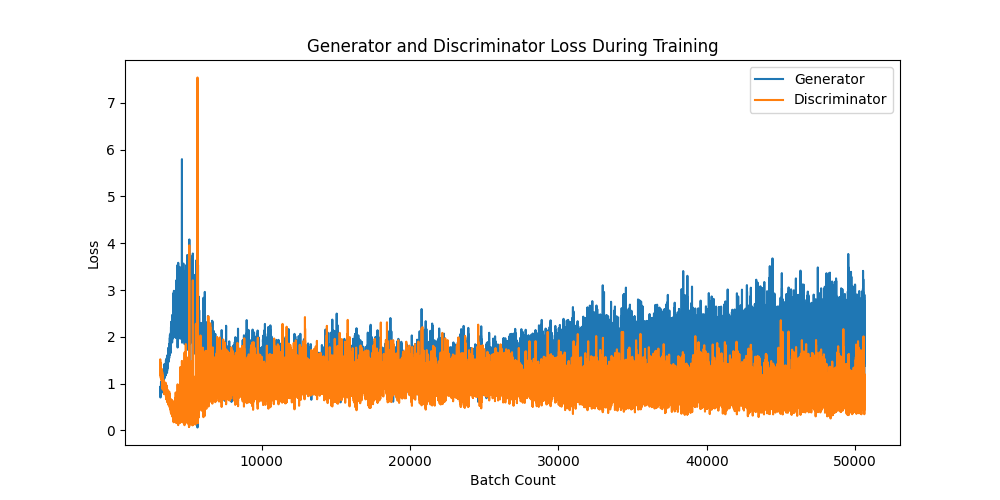 Generator and Discriminator Loss During Training
Generator
Discriminator
Loss
7
6
5
4
3
2
1
0
10000 20000 30000 40000 50000
Batch Count